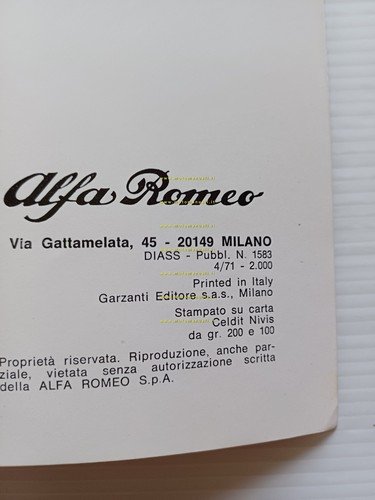 Alfa Romeo
Via Gattamelata, 45 - 20149 MILANO
DIASS - Pubbl. N. 1583
4/71 - 2.000
Printed in Italy
Garzanti Editore s.a.s., Milano
Stampato su carta
Celdit Nivis
da gr. 200 e 100
Proprietà riservata. Riproduzione, anche par-
ziale, vietata senza autorizzazione scritta
della ALFA ROMEO S.p.A.